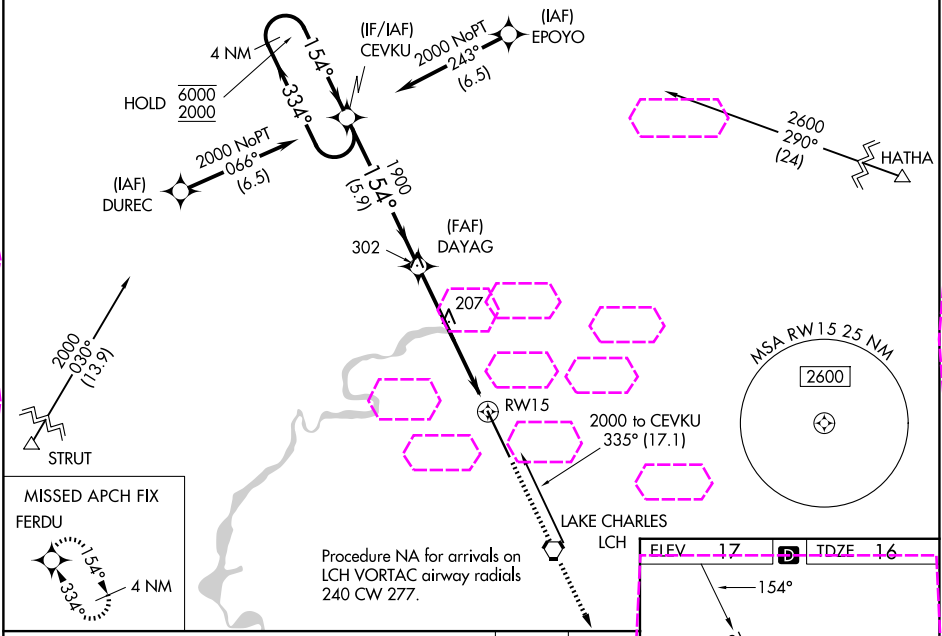 (IAF)
EPOYO
(IF/IAF)
CEVKU
4 NM
154°
334°
2000 NoPT
243°
(6.5)
HOLD
6000
2000
2600
290°
(24)
HATHA
2000 NoPT
066°
(6.5)
(IAF)
DUREC
1900
154°
(5.9)
(FAF)
DAYAG
302
207
2000
030°
(13.9)
STRUT
MSA RW15 25 NM
2600
RW15
2000 to CEVKU
335° (17.1)
MISSED APCH FIX
FERDU
154°
334°
4 NM
LAKE CHARLES
LCH
Procedure NA for arrivals on
LCH VORTAC airway radials
240 CW 277.
ELEV 17 D TDZE 16
154°